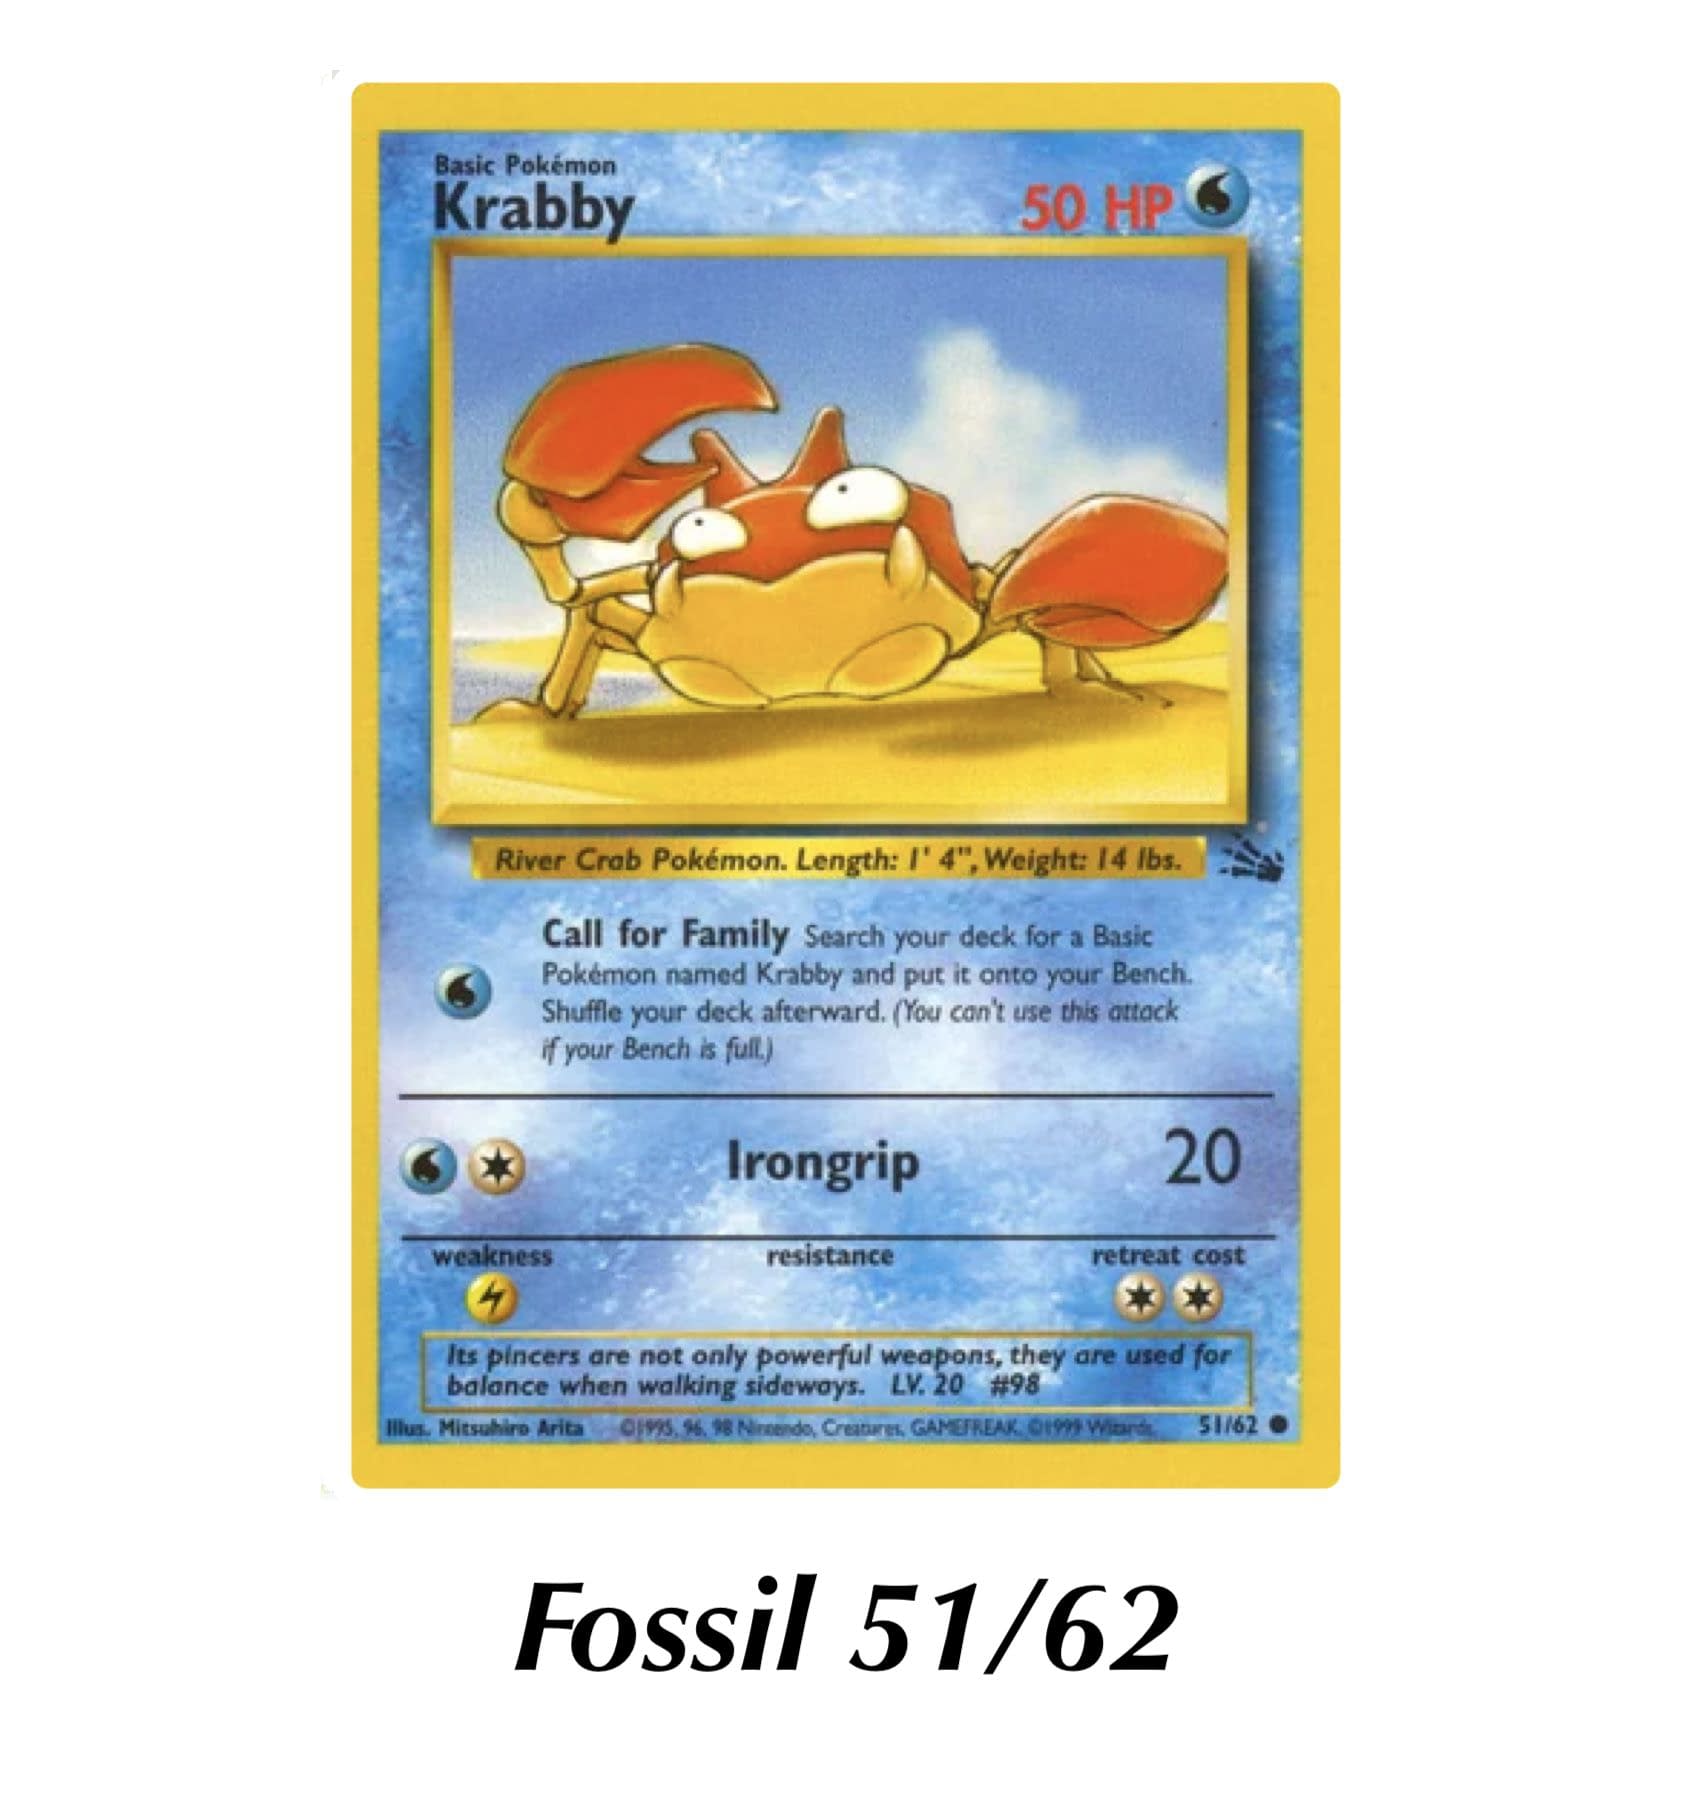 Basic Pokémon
Krabby
50 HP
River Crab Pokémon. Length: 1' 4", Weight: 14 lbs.
Call for Family Search your deck for a Basic
Pokémon named Krabby and put it onto your Bench.
Shuffle your deck afterward. (You can't use this attack
if your Bench is full.)
Irongrip 20
weakness resistance retreat cost
Its pincers are not only powerful weapons, they are used for
balance when walking sideways. LV. 20 #98
Illus. Mitsuhiro Arita ©1995, 96, 98 Nintendo, Creatures, GAMEFREAK. ©1999 Wizards. 51/62
Fossil 51/62